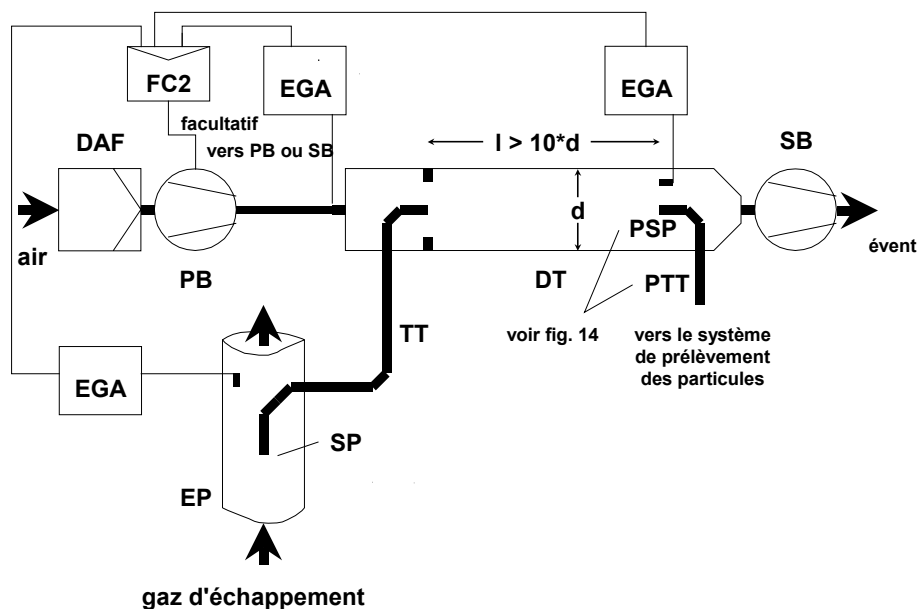 FC2
EGA
EGA
facultatif
vers PB ou SB
DAF
l > 10*d
SB
d
air
PB
PSP
DT
PTT
évent
voir fig. 14
vers le système
de prélèvement
des particules
TT
EGA
SP
EP
gaz d'échappement